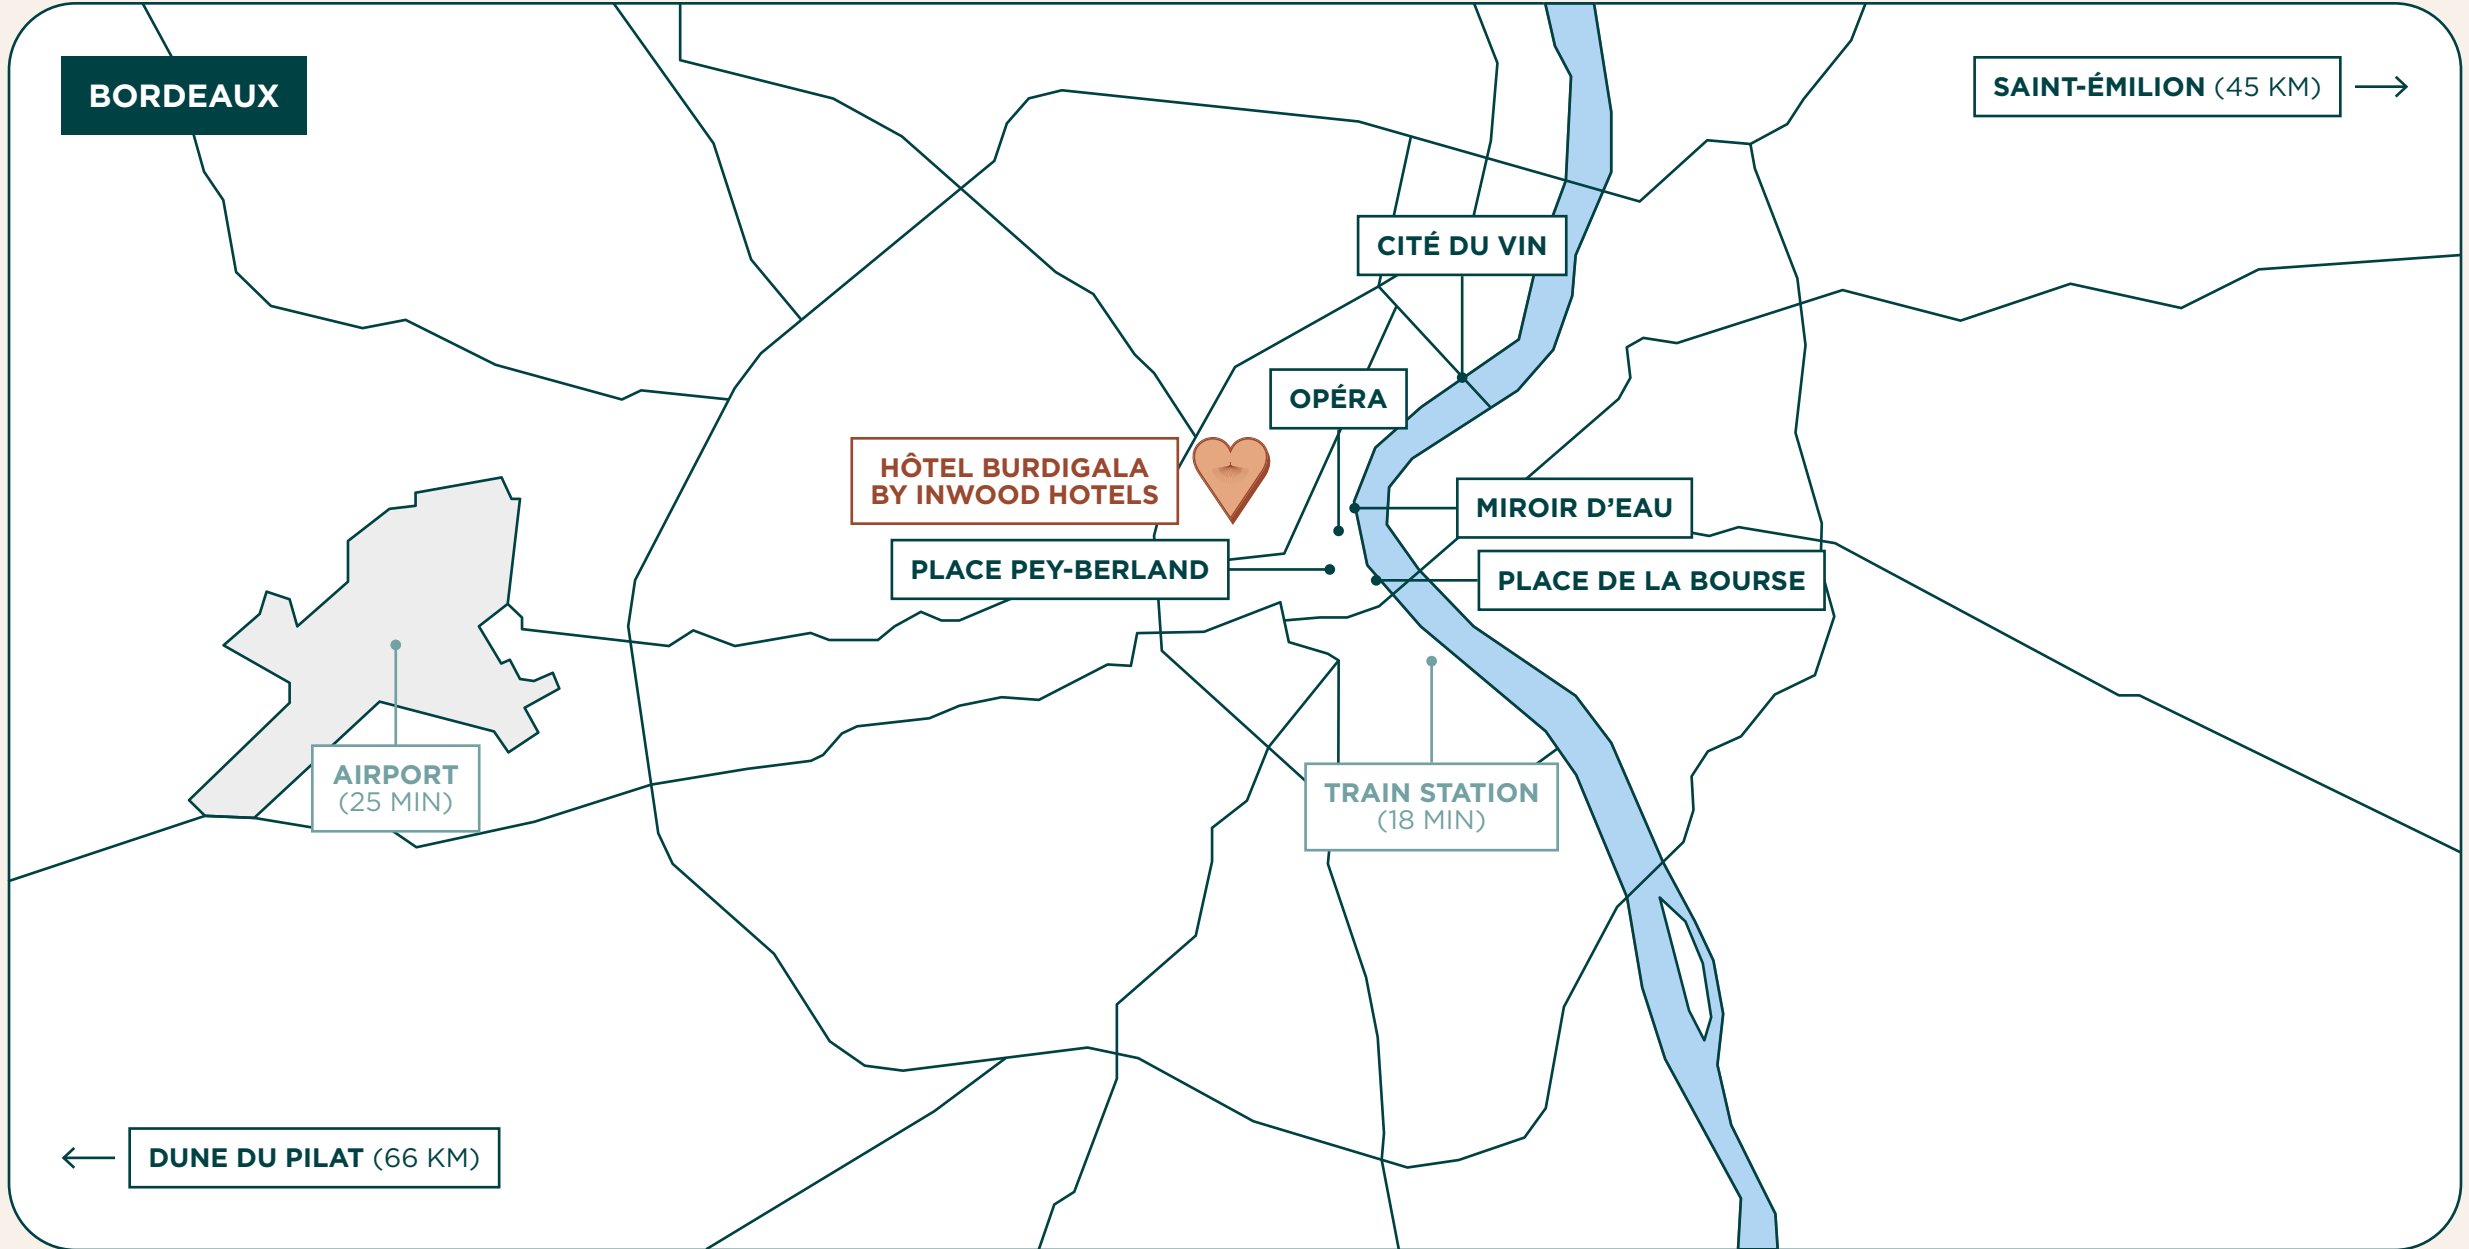 BORDEAUX
SAINT-ÉMILION (45 KM)
CITÉ DU VIN
OPÉRA
HÔTEL BURDIGALA
BY INWOOD HOTELS
MIROIR D’EAU
PLACE PEY-BERLAND
PLACE DE LA BOURSE
AIRPORT
(25 MIN)
TRAIN STATION
(18 MIN)
DUNE DU PILAT (66 KM)